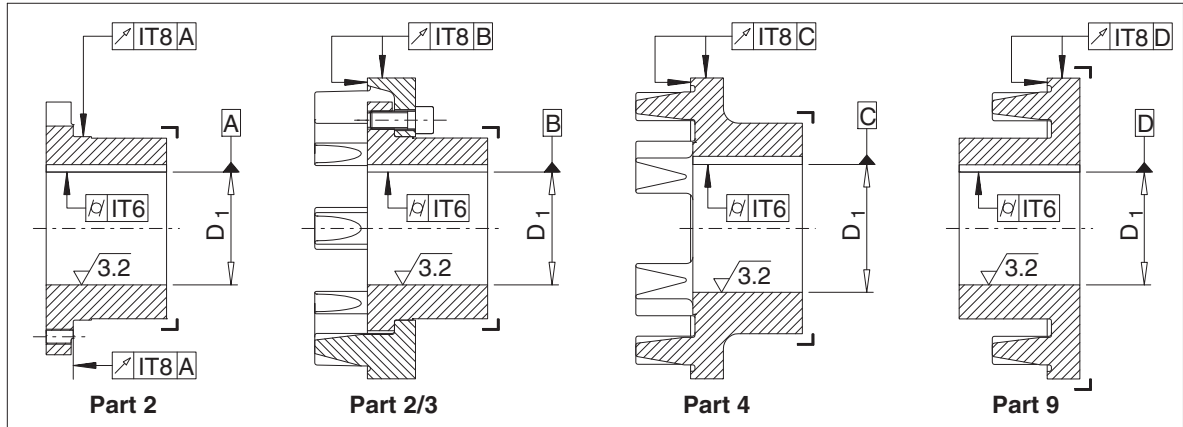 IT8 A
IT8 B
IT8 C
IT8 D
A
B
C
D
IT6
IT6
IT6
IT6
D1
D1
D1
D1
3.2
3.2
3.2
3.2
IT8 A
Part 2
Part 2/3
Part 4
Part 9